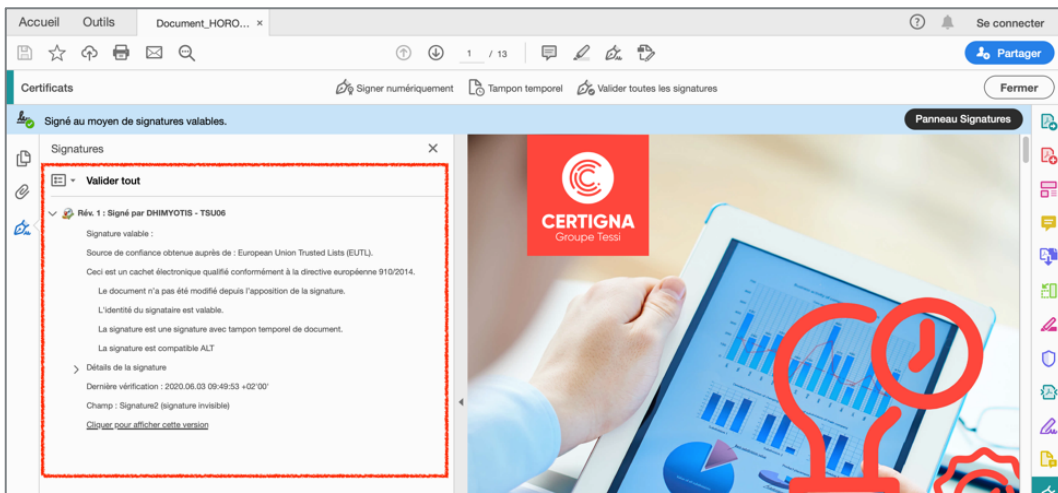 Accueil Outils Document_HORO... × Se connecter
1 / 13 Partager
Certificats Signer numériquement Tampon temporel Valider toutes les signatures Fermer
Signé au moyen de signatures valables. Panneau Signatures
Signatures
Valider tout
Rév. 1 : Signé par DHIMYOTIS - TSU06
Signature valable :
Source de confiance obtenue auprès de : European Union Trusted Lists (EUTL).
Ceci est un cachet électronique qualifié conformément à la directive européenne 910/2014.
Le document n'a pas été modifié depuis l'apposition de la signature.
L'identité du signataire est valable.
La signature est une signature avec tampon temporel de document.
La signature est compatible ALT
Détails de la signature
Dernière vérification : 2020.06.03 09:49:53 +02'00'
Champ : Signature2 (signature invisible)
Cliquer pour afficher cette version
CERTIGNA
Groupe Tessi